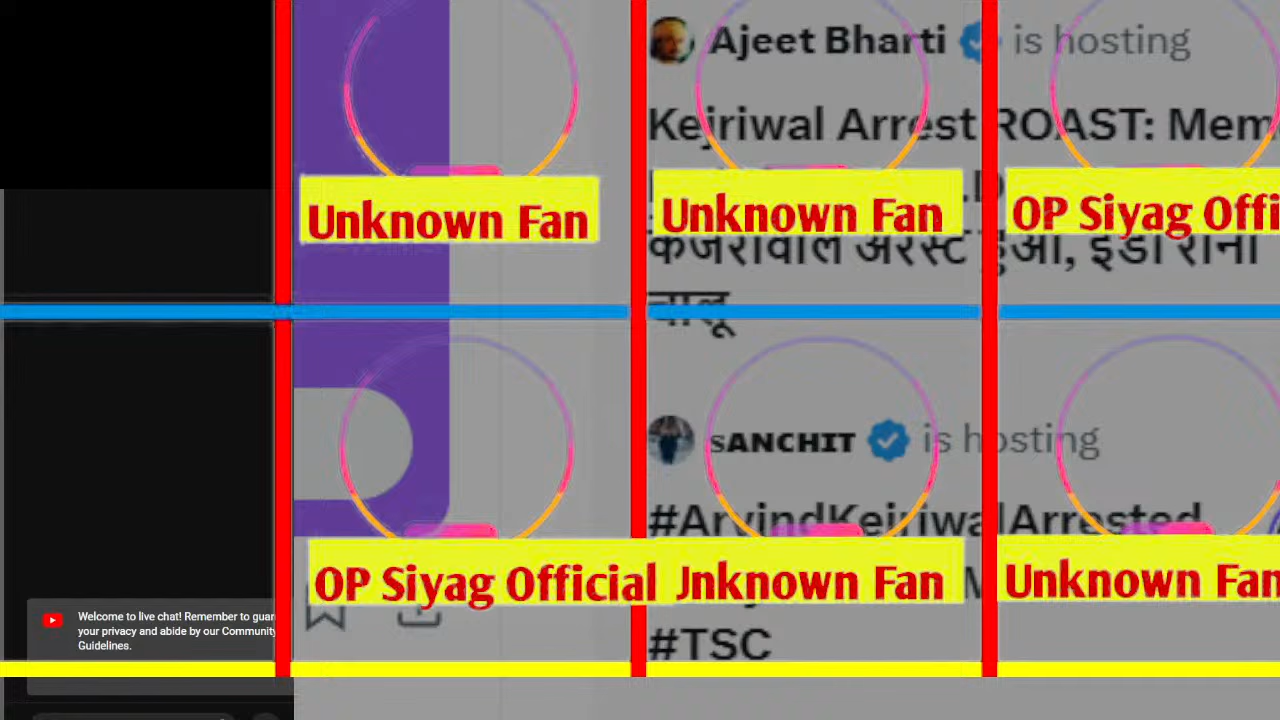 Ajeet Bharti is hosting
Kejriwal Arrest ROAST: Mem
Unknown Fan
Unknown Fan
OP Siyag Offi
केजरीवाल अरेस्ट हुआ, इंडी रोना
चालू
sANCHIT is hosting
#ArvindKejriwalArrested
OP Siyag Official
Jnknown Fan
Unknown Fan
#TSC
Welcome to live chat! Remember to guar
your privacy and abide by our Community
Guidelines.